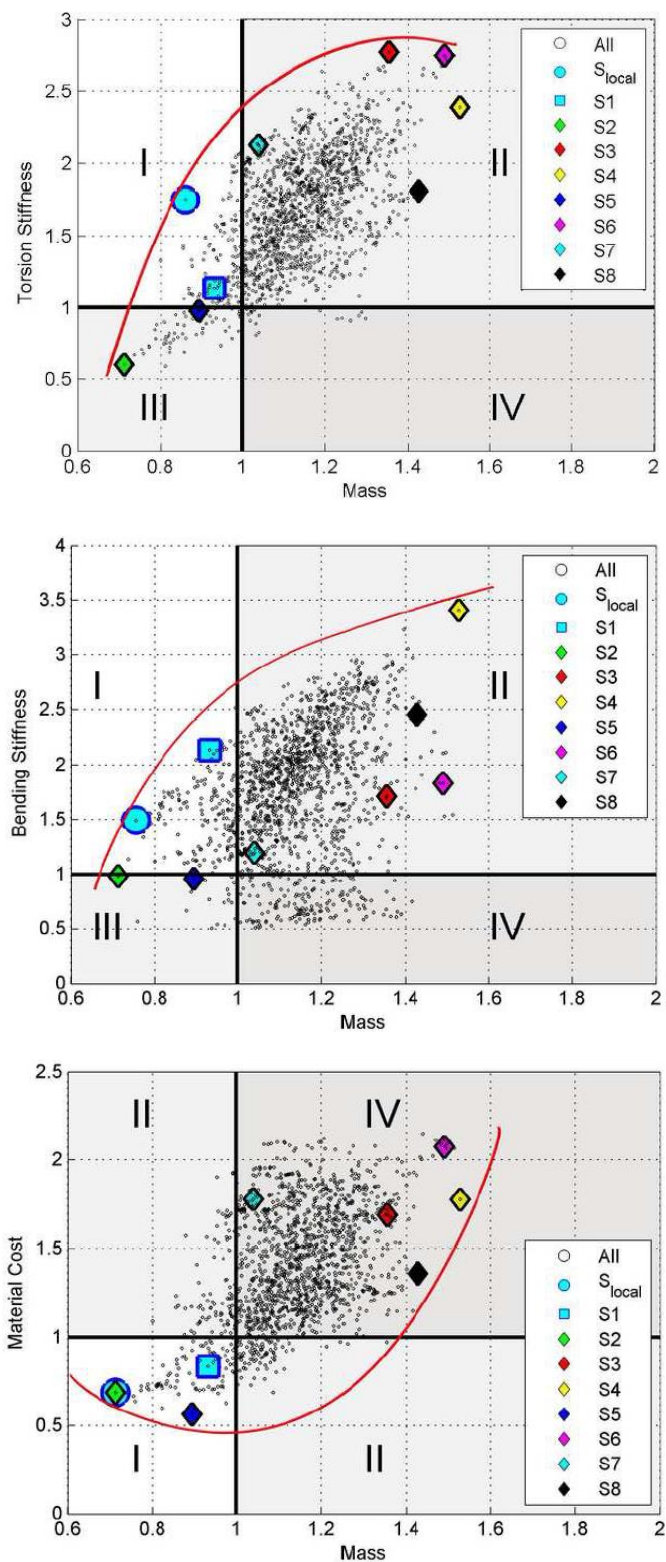 3
2.5
2
1.5
1
0.5
0
Torsion Stiffness
I
II
III
IV
All
S_local
S1
S2
S3
S4
S5
S6
S7
S8
0.6 0.8 1 1.2 1.4 1.6 1.8 2
Mass
4
3.5
3
2.5
2
1.5
1
0.5
0
Bending Stiffness
I
II
III
IV
All
S_local
S1
S2
S3
S4
S5
S6
S7
S8
0.6 0.8 1 1.2 1.4 1.6 1.8 2
Mass
2.5
2
1.5
1
0.5
0
Material Cost
II
IV
I
II
All
S_local
S1
S2
S3
S4
S5
S6
S7
S8
0.6 0.8 1 1.2 1.4 1.6 1.8 2
Mass